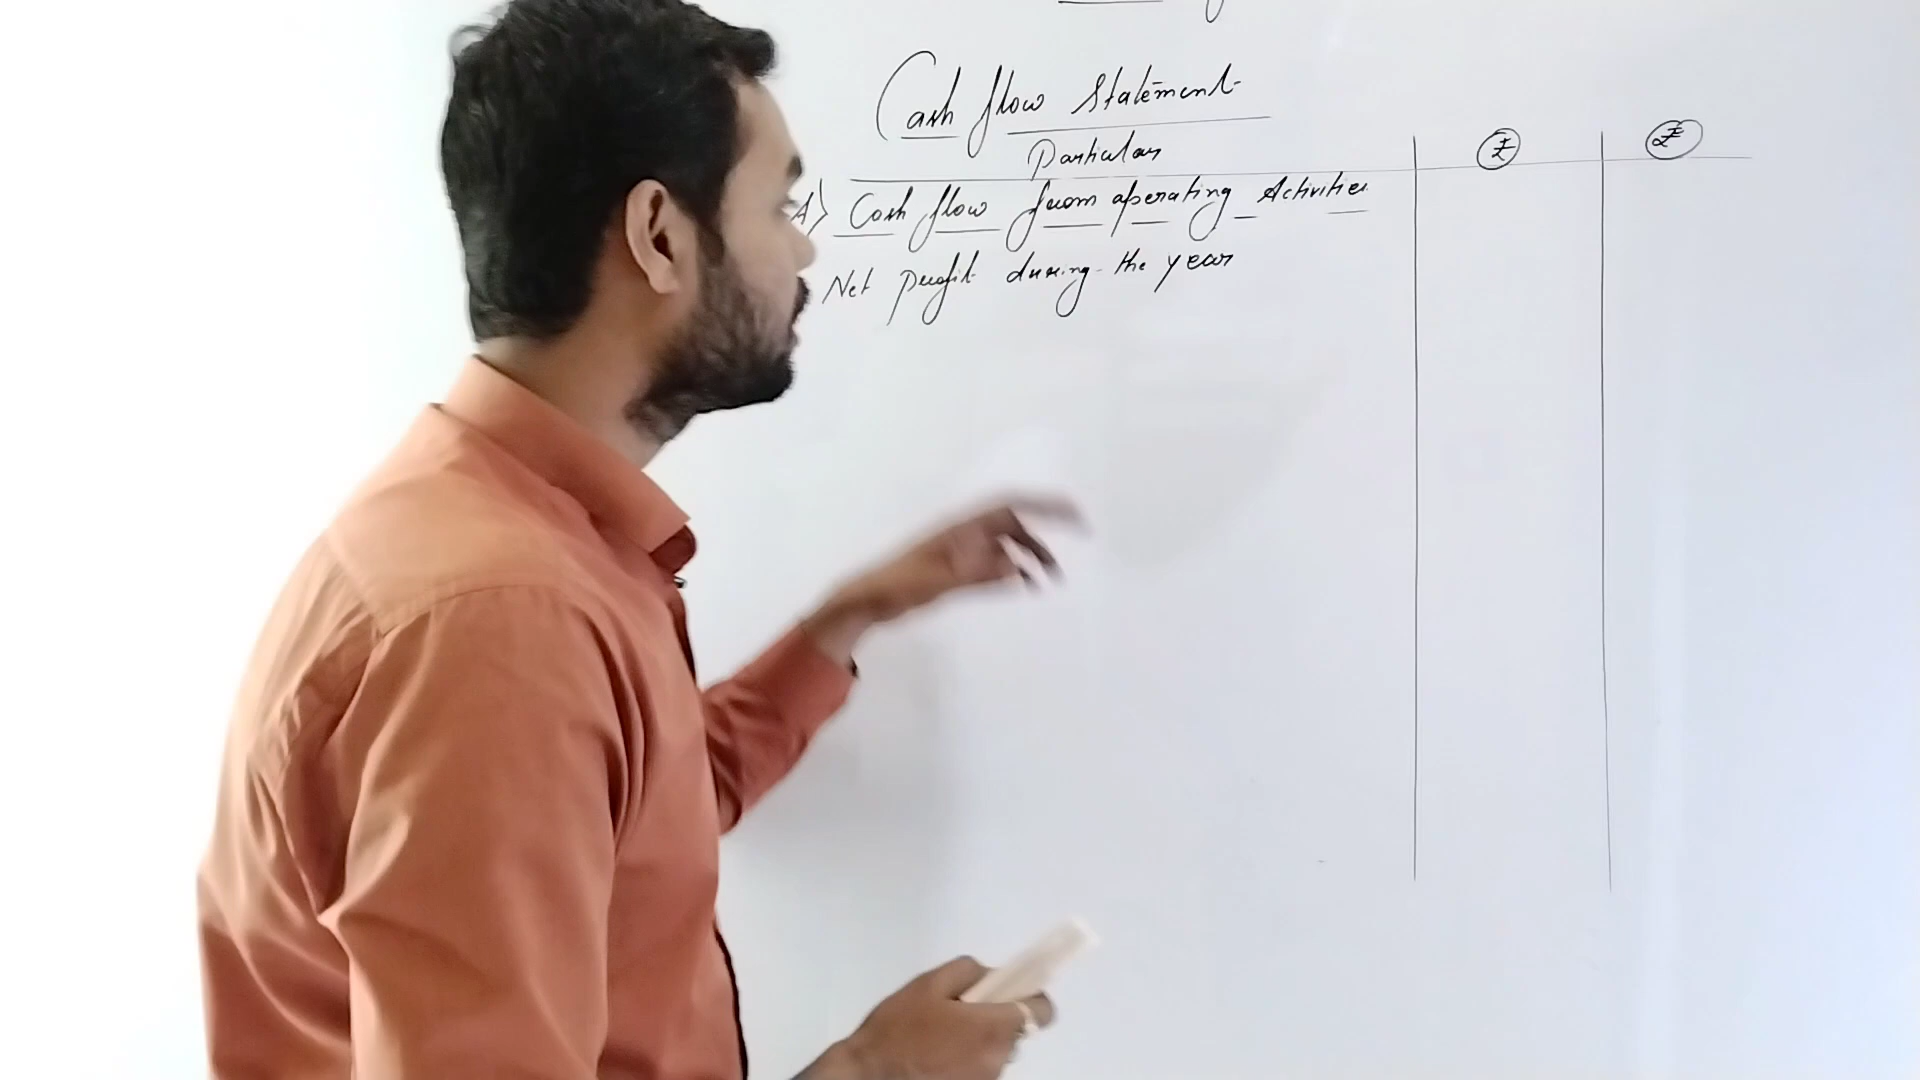 Cash flow Statement
Particulars ₹ ₹
A) Cash flow from operating Activities
Net Profit during the year